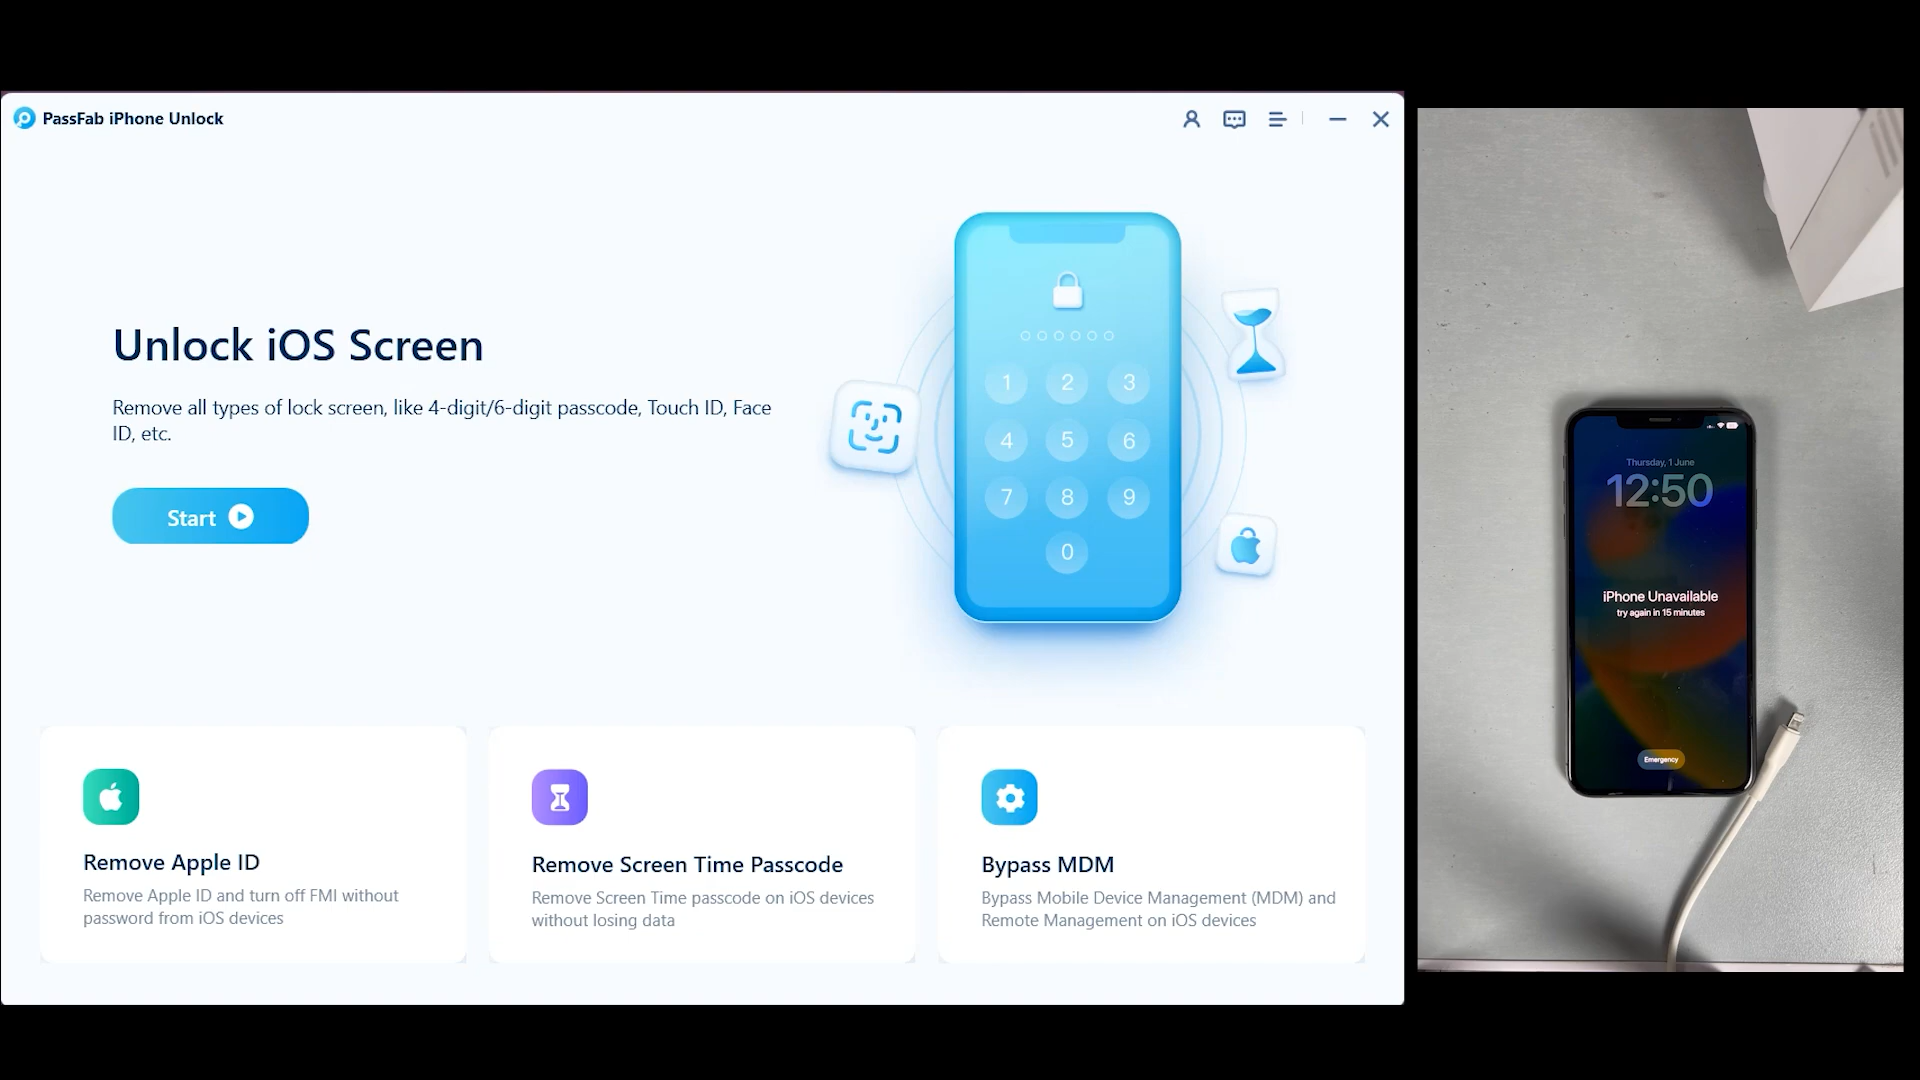 PassFab iPhone Unlock
Unlock iOS Screen
Remove all types of lock screen, like 4-digit/6-digit passcode, Touch ID, Face
ID, etc.
Start
1 2 3
4 5 6
7 8 9
0
Remove Apple ID
Remove Apple ID and turn off FMI without
password from iOS devices
Remove Screen Time Passcode
Remove Screen Time passcode on iOS devices
without losing data
Bypass MDM
Bypass Mobile Device Management (MDM) and
Remote Management on iOS devices
Thursday, 1 June
12:50
iPhone Unavailable
try again in 15 minutes
Emergency